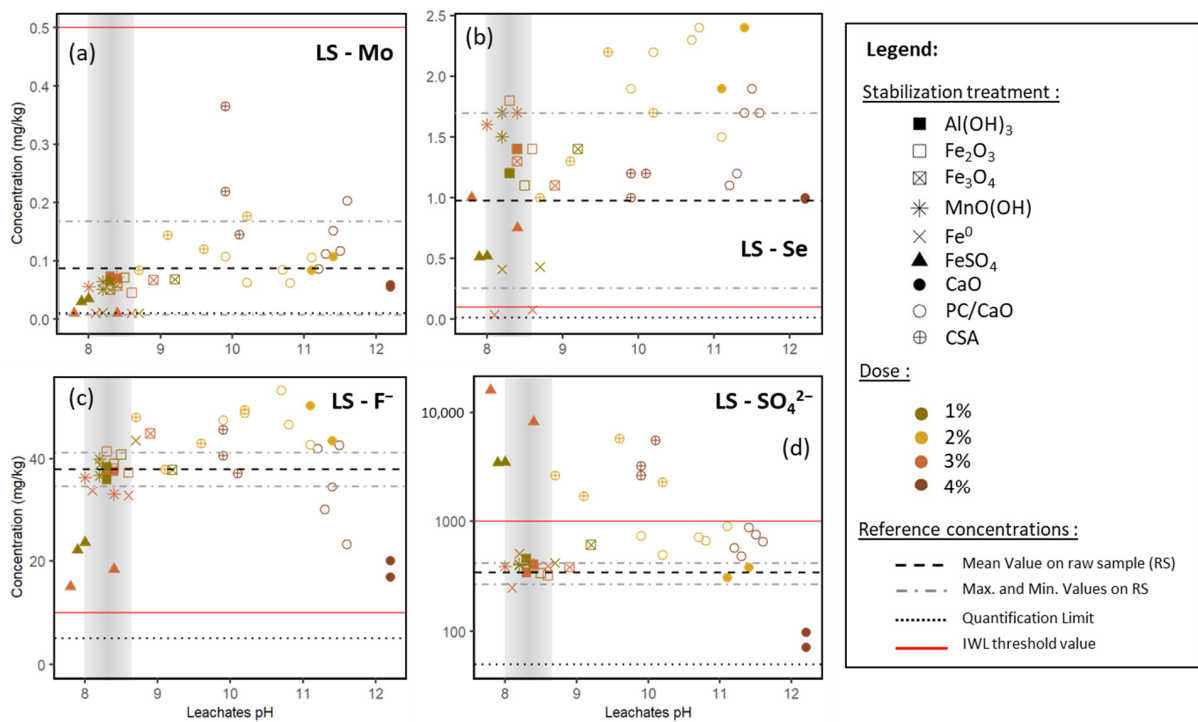 (a)
LS - Mo
Concentration (mg/kg)
0.5
0.4
0.3
0.2
0.1
0.0
8
9
10
11
12
(b)
LS - Se
2.5
2.0
1.5
1.0
0.5
0.0
8
9
10
11
12
(c)
LS - F⁻
Concentration (mg/kg)
40
20
0
8
9
10
11
12
Leachates pH
LS - SO₄²⁻
(d)
10,000
1000
100
8
9
10
11
12
Leachates pH
Legend:
Stabilization treatment :
Al(OH)₃
Fe₂O₃
Fe₃O₄
MnO(OH)
Fe⁰
FeSO₄
CaO
PC/CaO
CSA
Dose :
1%
2%
3%
4%
Reference concentrations :
Mean Value on raw sample (RS)
Max. and Min. Values on RS
Quantification Limit
IWL threshold value